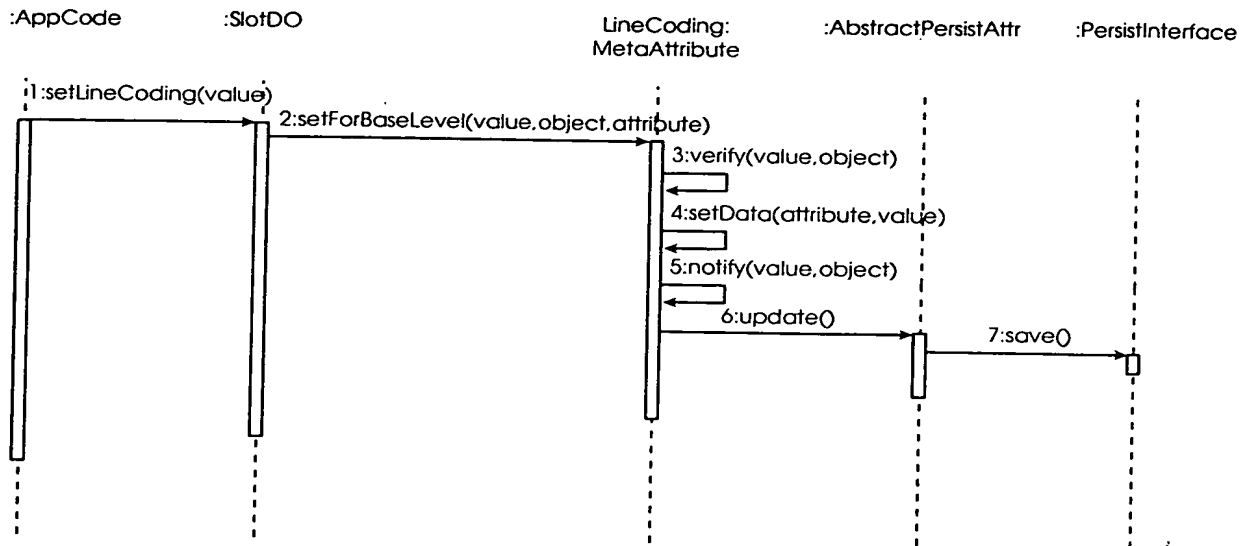 :AppCode
:SlotDO
LineCoding:
MetaAttribute
:AbstractPersistAttr
:PersistInterface
1:setLineCoding(value)
2:setForBaseLevel(value,object,attribute)
3:verify(value,object)
4:setData(attribute,value)
5:notify(value,object)
6:update()
7:save()